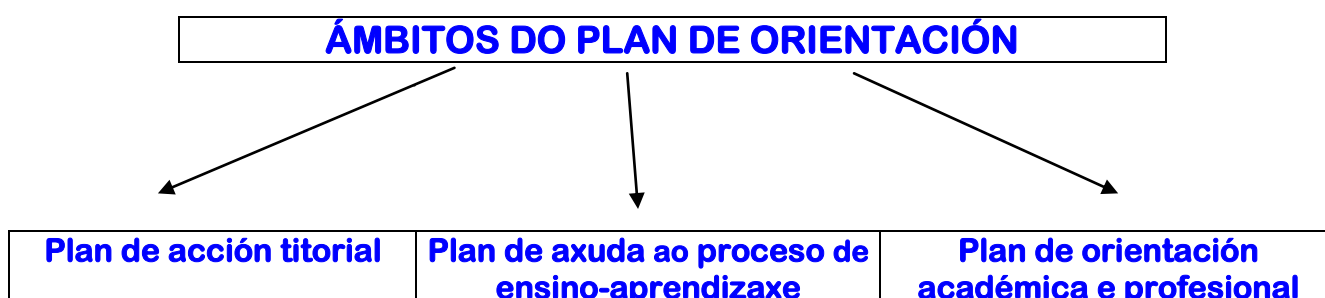 ÁMBITOS DO PLAN DE ORIENTACIÓN
Plan de acción titorial
Plan de axuda ao proceso de
ensino-aprendizaxe
Plan de orientación
académica e profesional